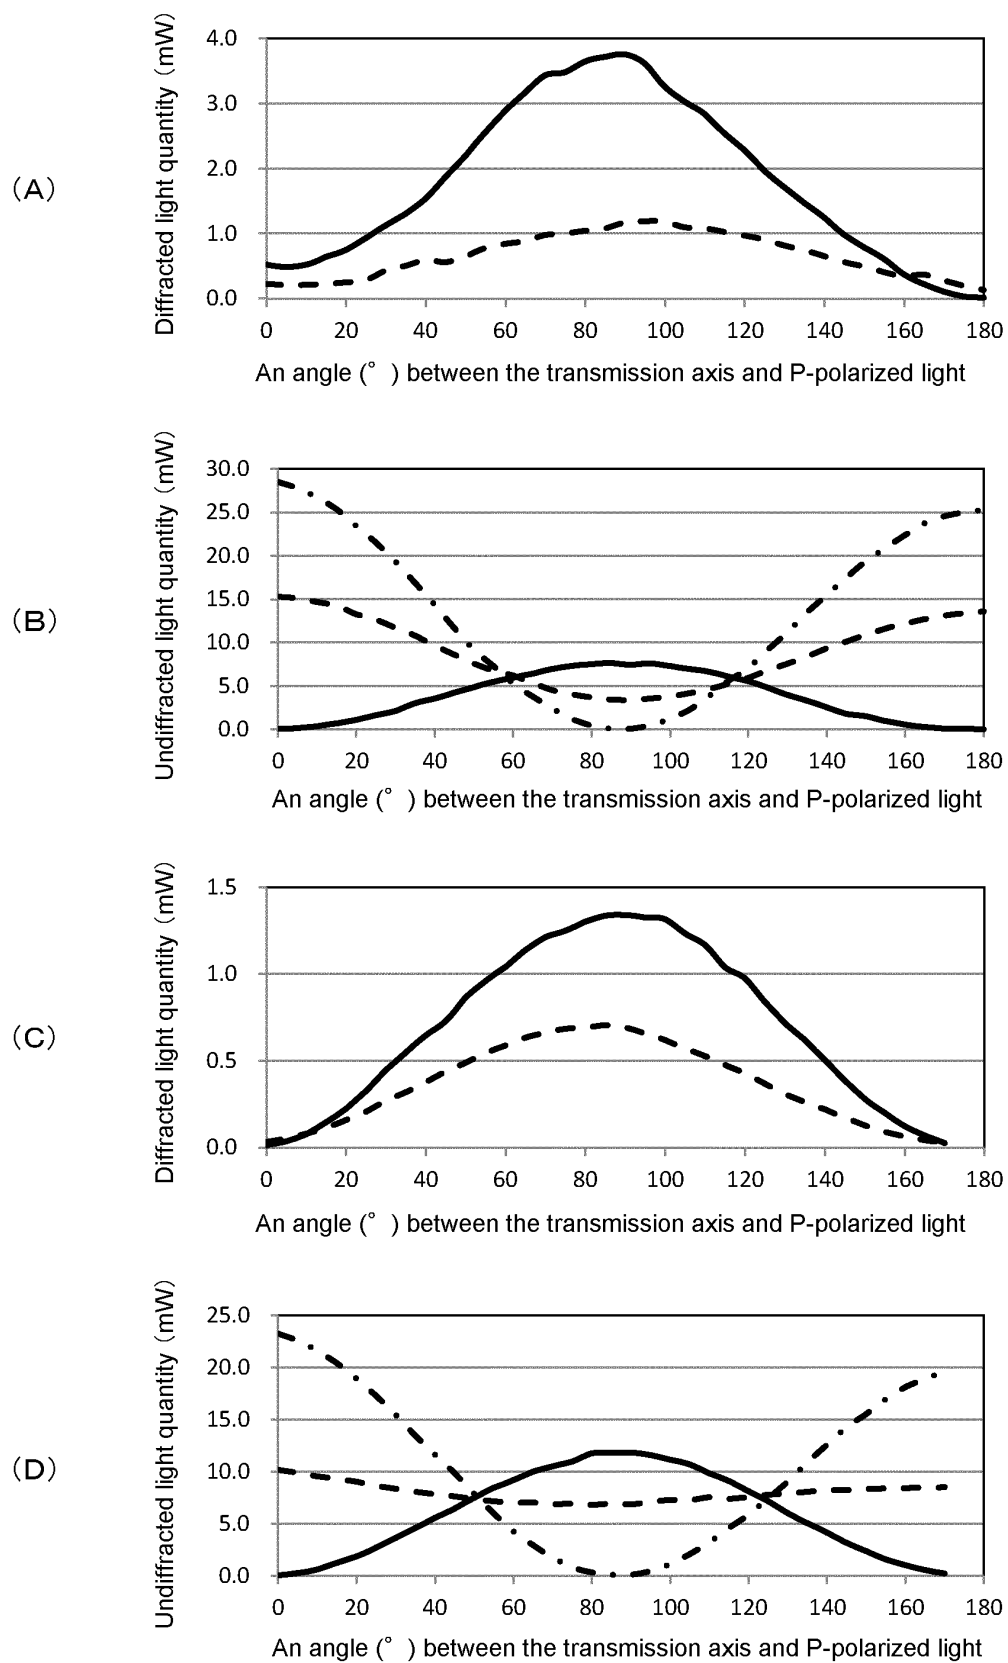 (A)
Diffracted light quantity (mW)
4.0
3.0
2.0
1.0
0.0
0 20 40 60 80 100 120 140 160 180
An angle (° ) between the transmission axis and P-polarized light
(B)
Undiffracted light quantity (mW)
30.0
25.0
20.0
15.0
10.0
5.0
0.0
0 20 40 60 80 100 120 140 160 180
An angle (° ) between the transmission axis and P-polarized light
(C)
Diffracted light quantity (mW)
1.5
1.0
0.5
0.0
0 20 40 60 80 100 120 140 160 180
An angle (° ) between the transmission axis and P-polarized light
(D)
Undiffracted light quantity (mW)
25.0
20.0
15.0
10.0
5.0
0.0
0 20 40 60 80 100 120 140 160 180
An angle (° ) between the transmission axis and P-polarized light